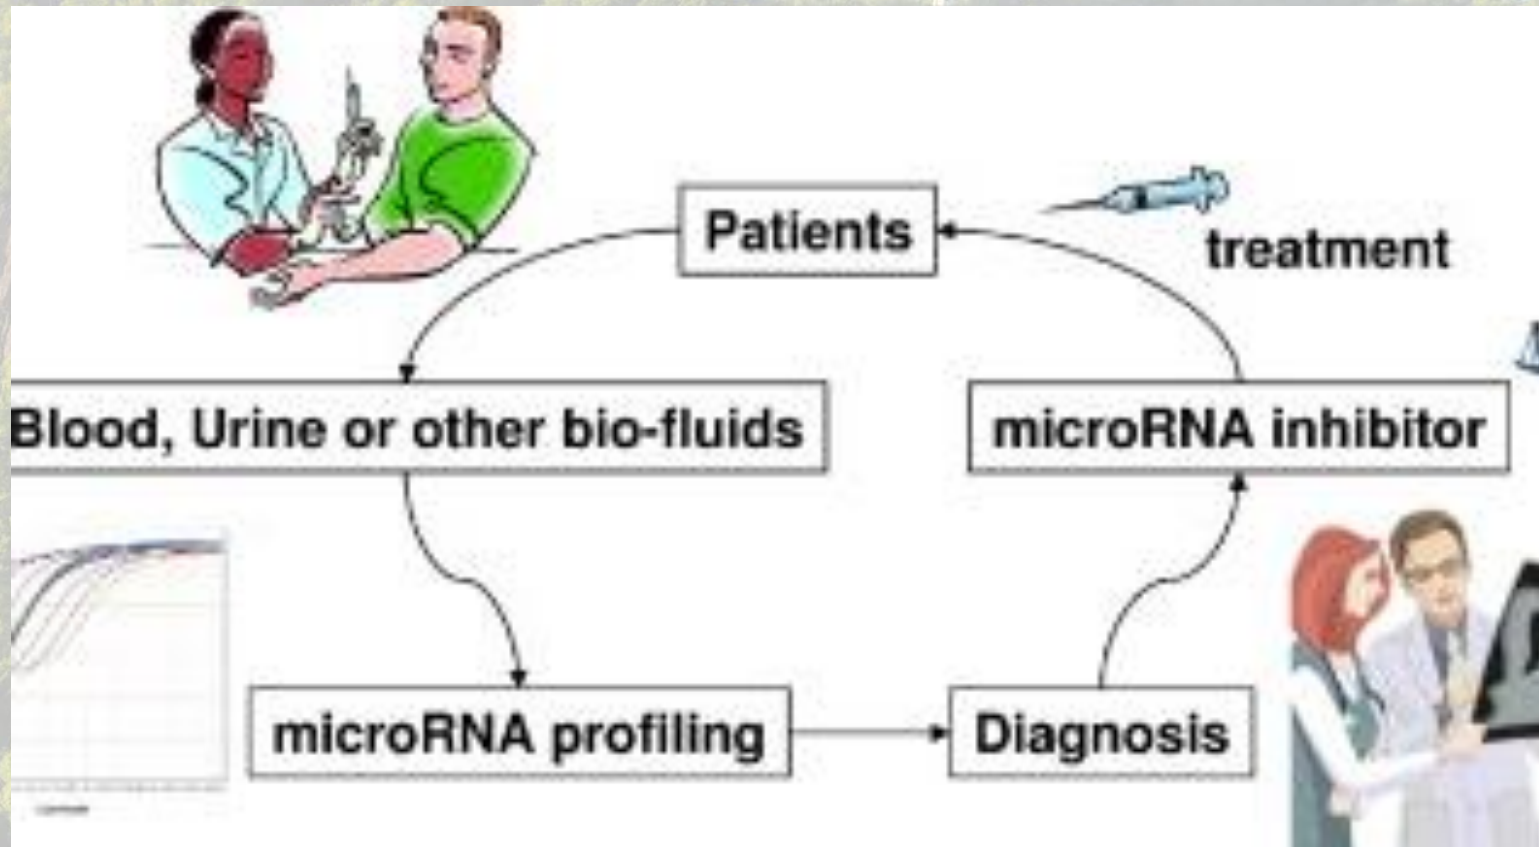 Patients
treatment
Blood, Urine or other bio-fluids
microRNA inhibitor
microRNA profiling
Diagnosis